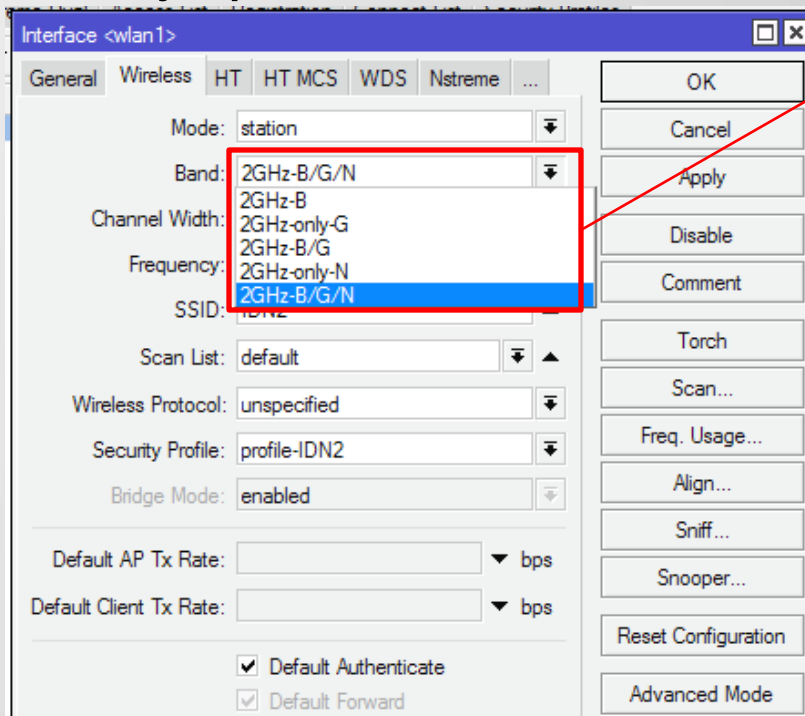 Interface <wlan1>
General Wireless HT HT MCS WDS Nstreme ...
OK
Mode: station
Cancel
Band: 2GHz-B/G/N
Apply
2GHz-B
Channel Width:
2GHz-only-G
2GHz-B/G
Disable
Frequency:
2GHz-only-N
Comment
2GHz-B/G/N
SSID: IDN2
Torch
Scan List: default
Scan...
Wireless Protocol: unspecified
Freq. Usage...
Security Profile: profile-IDN2
Align...
Bridge Mode: enabled
Sniff...
Default AP Tx Rate: bps
Snooper...
Default Client Tx Rate: bps
Reset Configuration
Default Authenticate
Default Forward
Advanced Mode